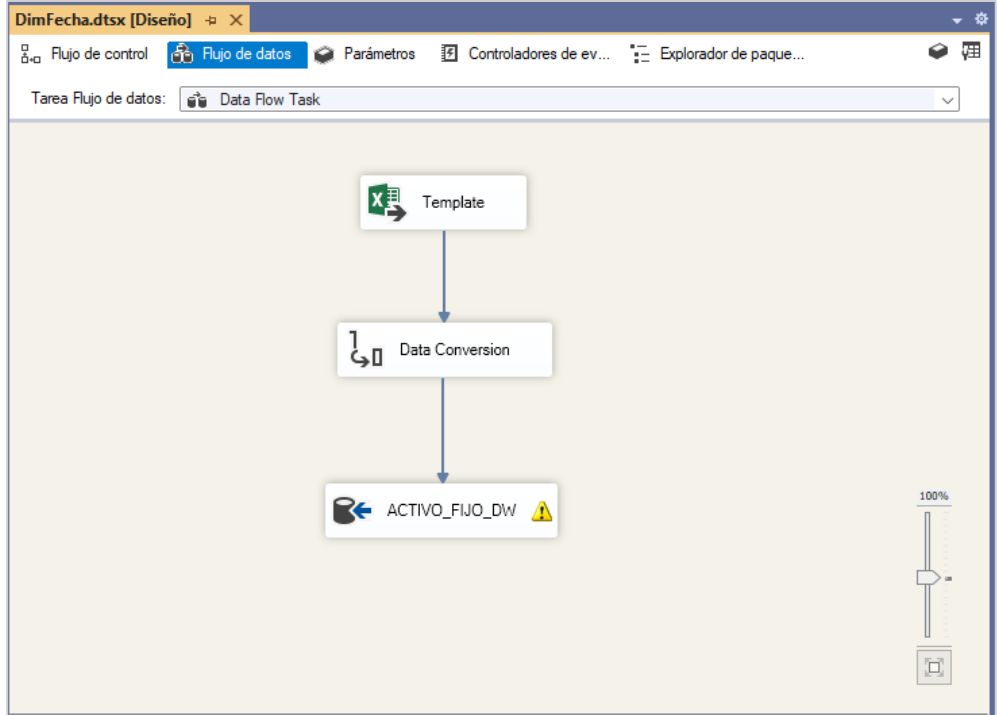 DimFecha.dtsx [Diseño]
Flujo de control Flujo de datos Parámetros Controladores de ev... Explorador de paque...
Tarea Flujo de datos: Data Flow Task
Template
Data Conversion
ACTIVO_FIJO_DW
100%